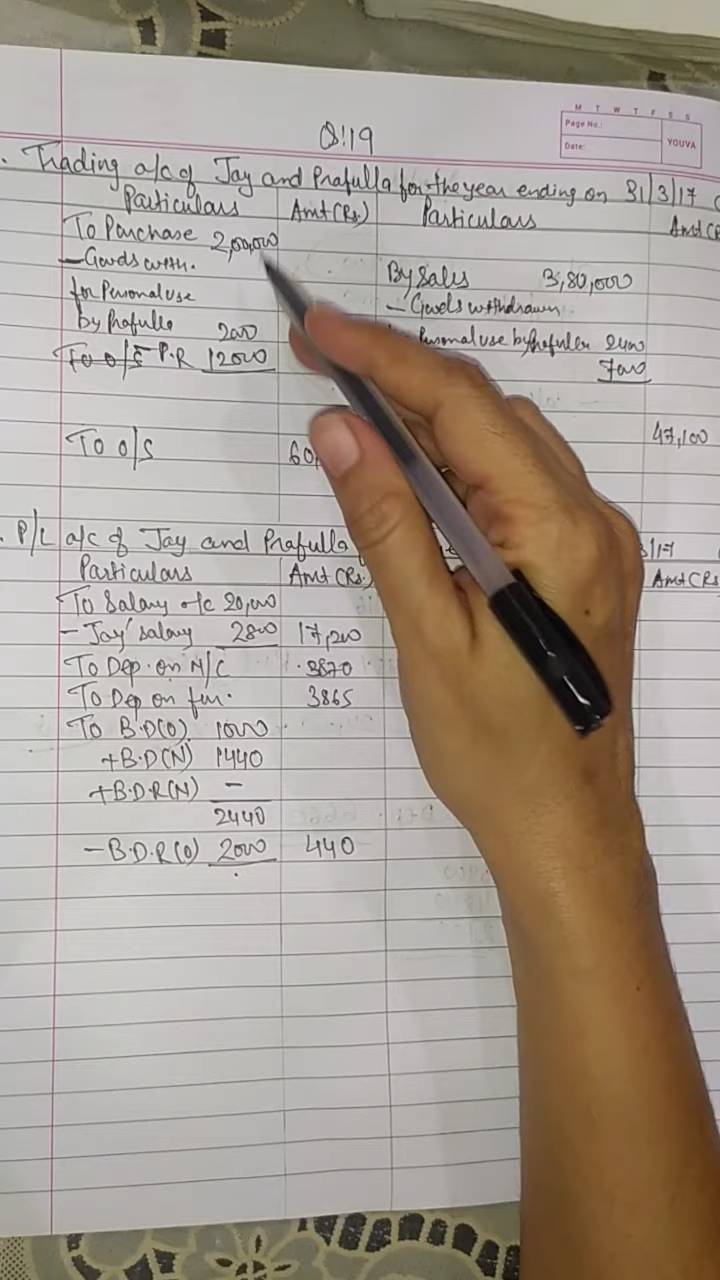 Q:19
M T W T F S S
Page No.:
Date:
YOUVA
Trading a/c of Jay and Prafulla for the year ending on 31/3/17
Particulars Amt(Rs.) Particulars Amt(Rs
To Purchase 2,00,000
- Goods with.
for Personal use
by Prafulla 2000
To O/S P.R 12000
By Sales 3,80,000
- Goods withdrawn
Personal use by
7000
47,100
To O/S 60,
P/L a/c of Jay and Prafulla
Particulars Amt(Rs. Amt(Rs
To Salary a/c 20,000
- Jay' salary 2800 17,200
To Dep. on M/C 3870
To Dep on fur. 3865
To B.D(O) 1000
+B.D(N) 1440
+B.D.R(N) -
2440
- B.D.R(O) 2000 440